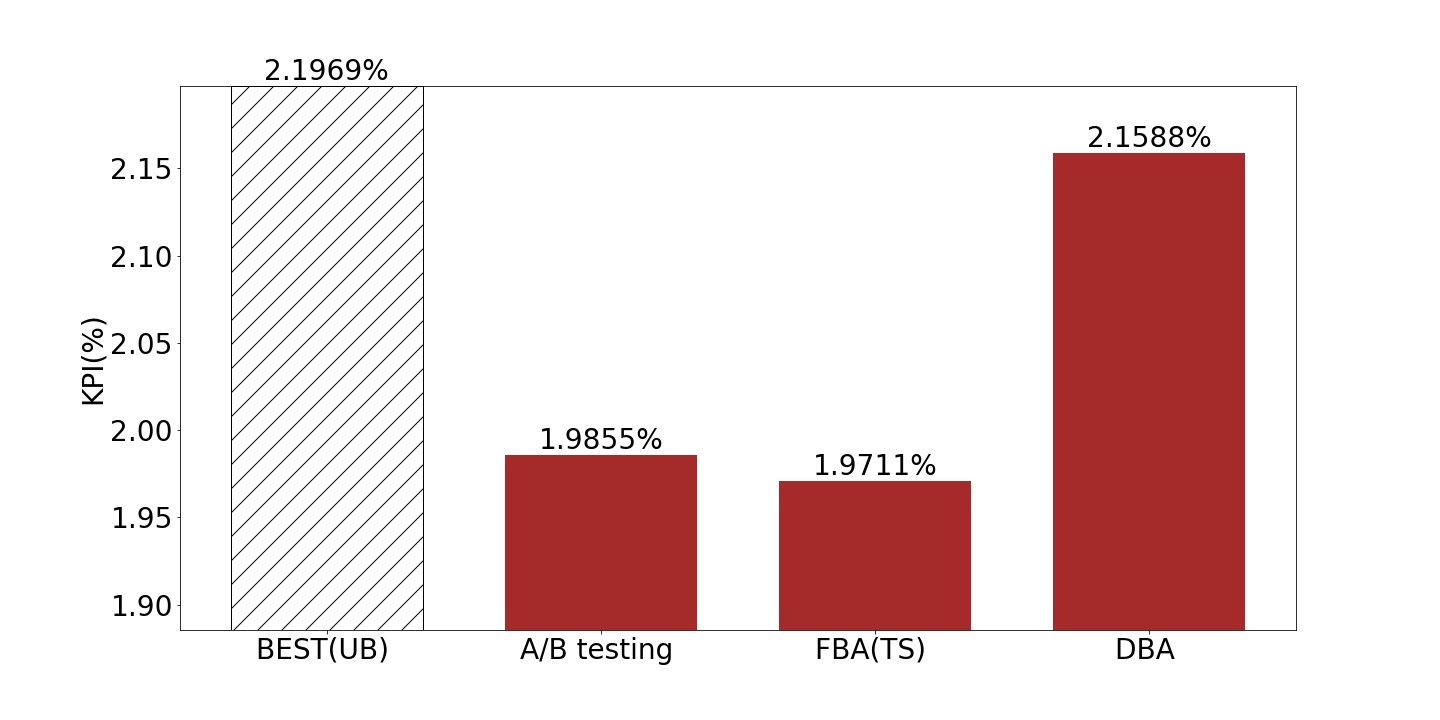 2.1969%
2.1588%
2.15
2.10
2.05
KPI(%)
2.00
1.9855%
1.9711%
1.95
1.90
BEST(UB)
A/B testing
FBA(TS)
DBA